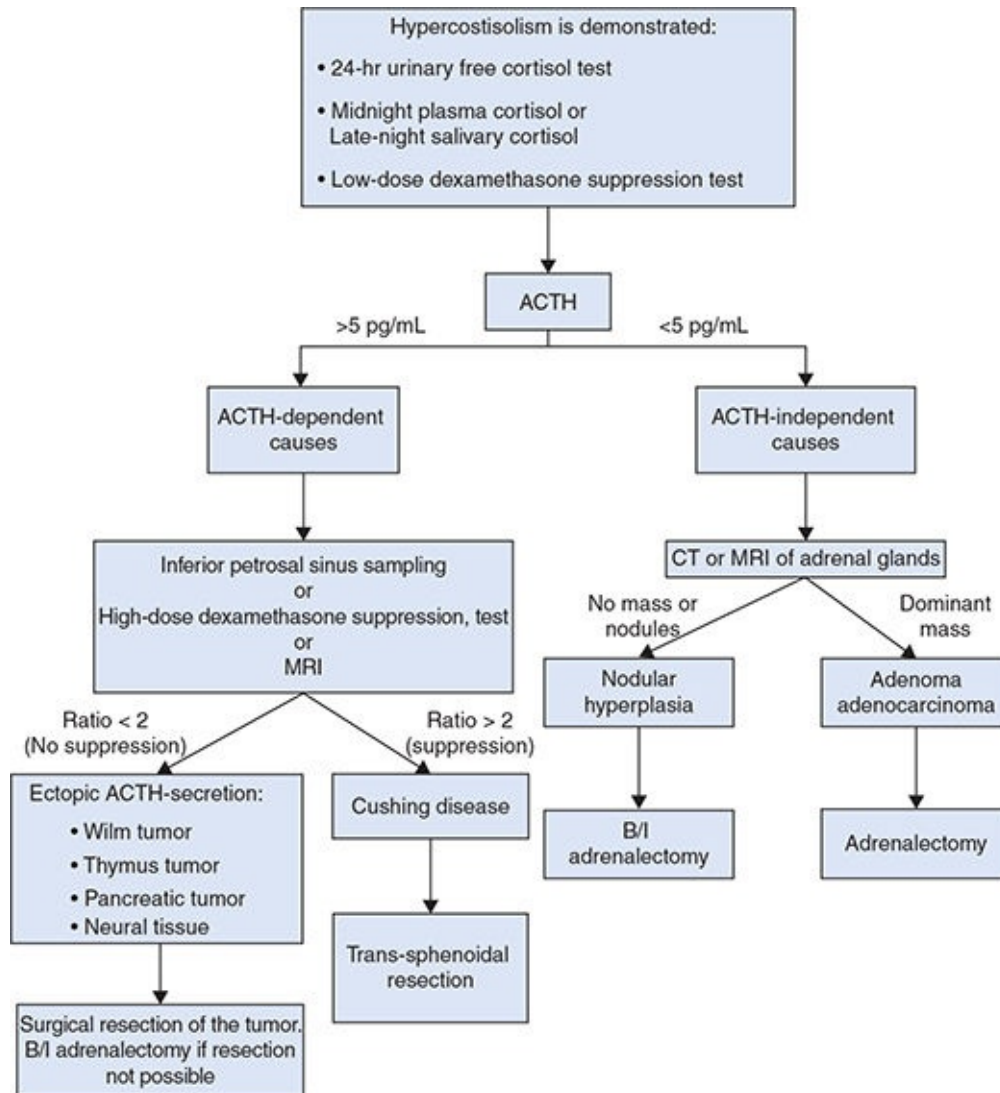 Hypercostisolism is demonstrated:
• 24-hr urinary free cortisol test
• Midnight plasma cortisol or
Late-night salivary cortisol
• Low-dose dexamethasone suppression test
ACTH
>5 pg/mL
<5 pg/mL
ACTH-dependent
causes
ACTH-independent
causes
Inferior petrosal sinus sampling
or
High-dose dexamethasone suppression, test
or
MRI
CT or MRI of adrenal glands
No mass or
nodules
Dominant
mass
Nodular
hyperplasia
Adenoma
adenocarcinoma
Ratio < 2
(No suppression)
Ratio > 2
(suppression)
Ectopic ACTH-secretion:
• Wilm tumor
• Thymus tumor
• Pancreatic tumor
• Neural tissue
Cushing disease
B/I
adrenalectomy
Adrenalectomy
Trans-sphenoidal
resection
Surgical resection of the tumor.
B/I adrenalectomy if resection
not possible